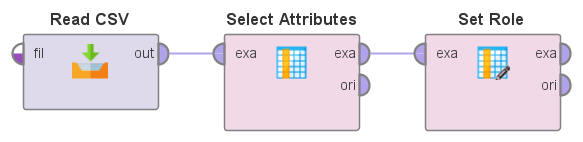 Read CSV
Select Attributes
Set Role
fil
out
exa
exa
ori
exa
exa
ori